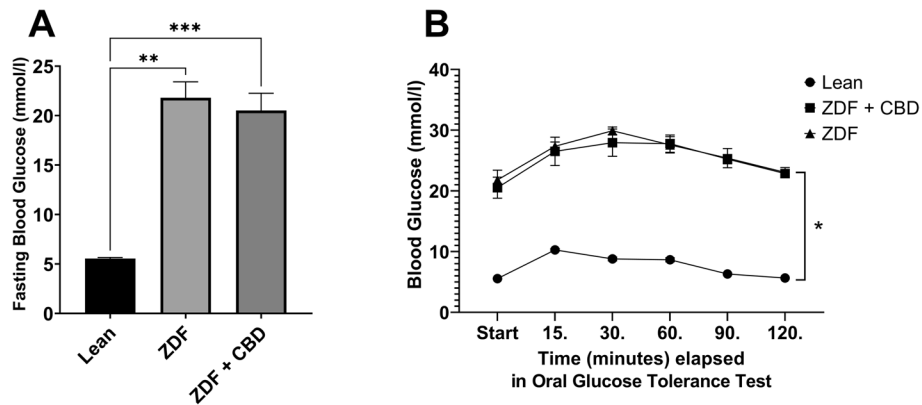 A
B
***
**
Fasting Blood Glucose (mmol/l)
25
20
15
10
5
0
Lean
ZDF
ZDF + CBD
Blood Glucose (mmol/l)
40
30
20
10
0
Lean
ZDF + CBD
ZDF
*
Start 15. 30. 60. 90. 120.
Time (minutes) elapsed
in Oral Glucose Tolerance Test